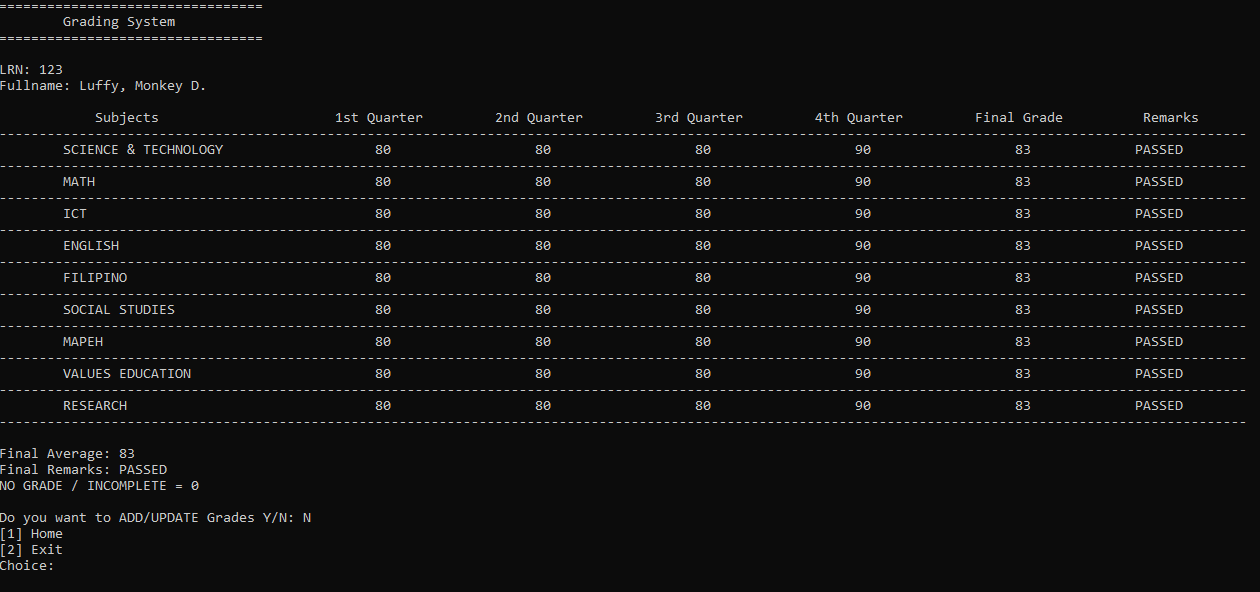 =================================
Grading System
=================================
LRN: 123
Fullname: Luffy, Monkey D.
Subjects 1st Quarter 2nd Quarter 3rd Quarter 4th Quarter Final Grade Remarks
SCIENCE & TECHNOLOGY 80 80 80 90 83 PASSED
MATH 80 80 80 90 83 PASSED
ICT 80 80 80 90 83 PASSED
ENGLISH 80 80 80 90 83 PASSED
FILIPINO 80 80 80 90 83 PASSED
SOCIAL STUDIES 80 80 80 90 83 PASSED
MAPEH 80 80 80 90 83 PASSED
VALUES EDUCATION 80 80 80 90 83 PASSED
RESEARCH 80 80 80 90 83 PASSED
Final Average: 83
Final Remarks: PASSED
NO GRADE / INCOMPLETE = 0
Do you want to ADD/UPDATE Grades Y/N: N
[1] Home
[2] Exit
Choice: